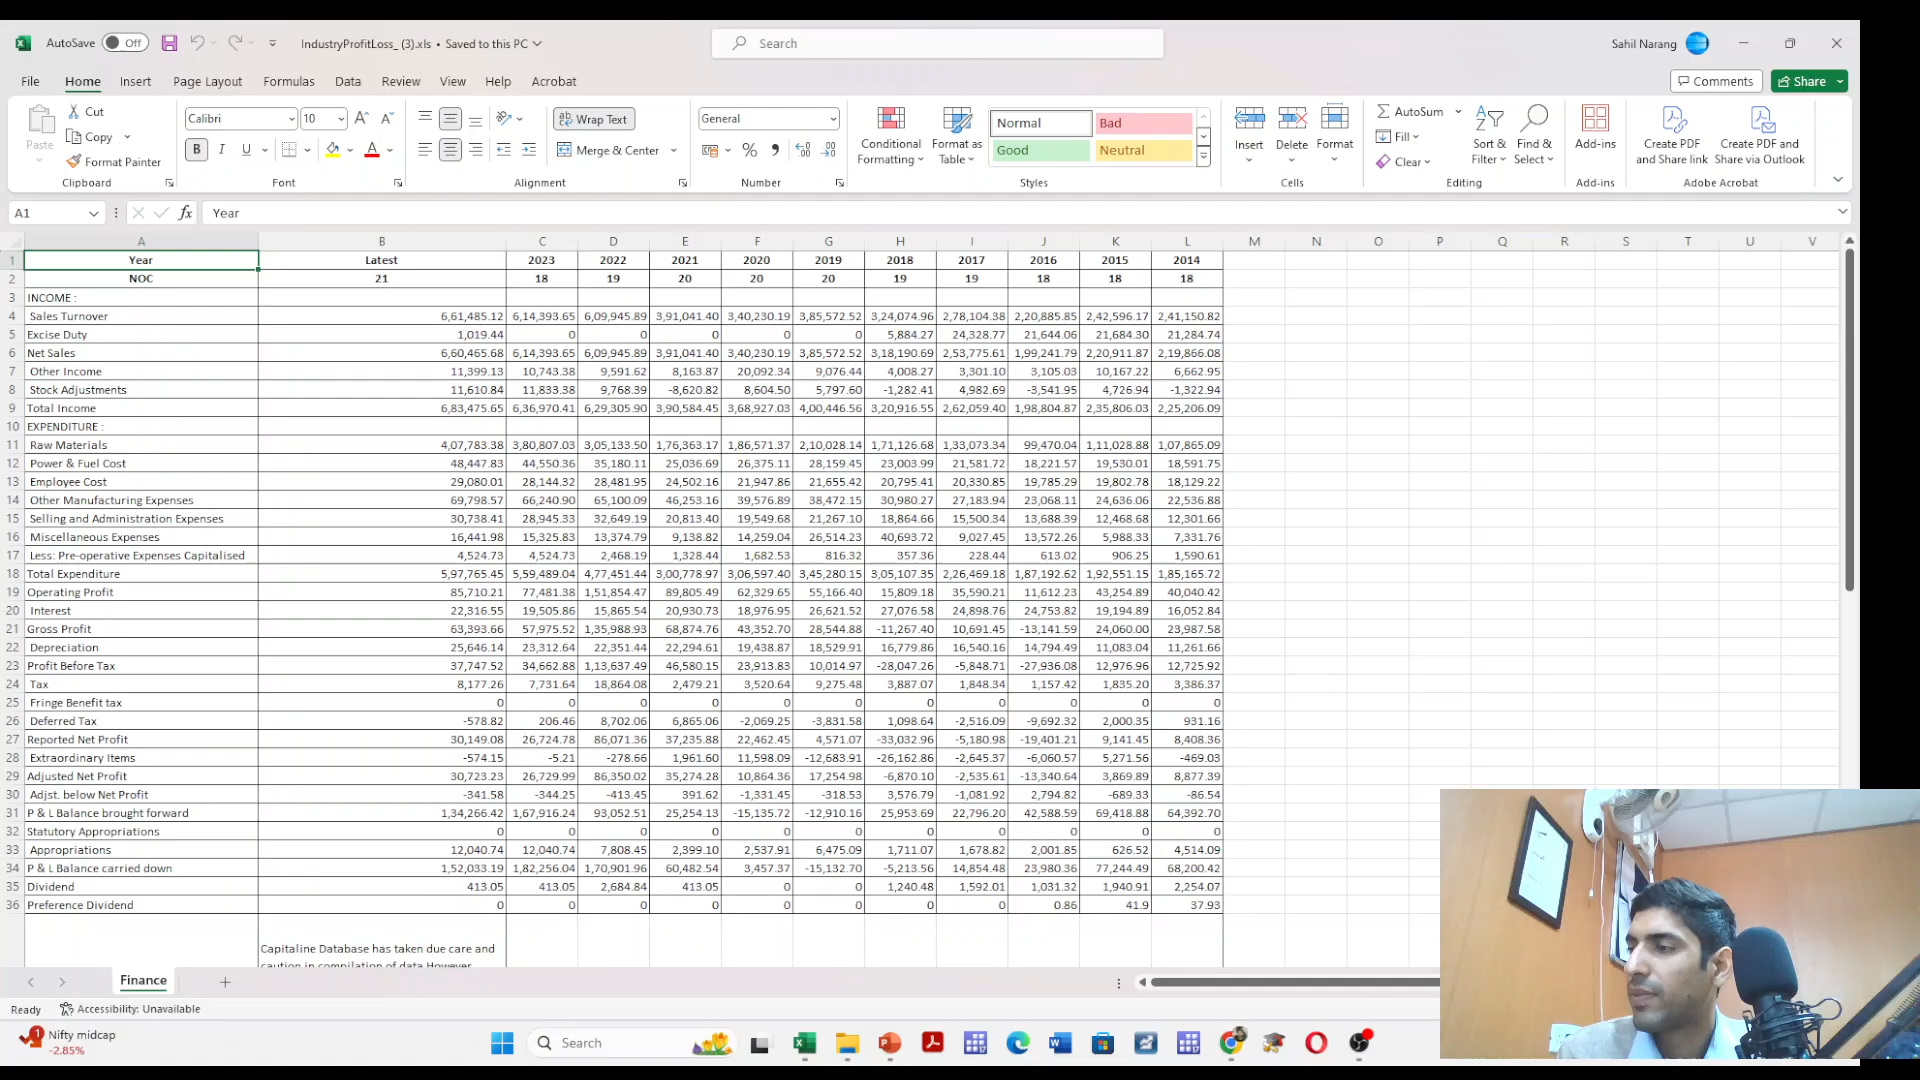 AutoSave Off IndustryProfitLoss_ (3).xls • Saved to this PC Search Sahil Narang
File Home Insert Page Layout Formulas Data Review View Help Acrobat Comments Share
Paste Cut Copy Format Painter Clipboard
Calibri 10 B I U Font
Wrap Text Merge & Center Alignment
General Number
Conditional Formatting Format as Table Normal Bad Good Neutral Styles
Insert Delete Format Cells
AutoSum Fill Clear Sort & Filter Find & Select Editing
Add-ins Add-ins
Create PDF and Share link Create PDF and Share via Outlook Adobe Acrobat
A1 fx Year
A B C D E F G H I J K L M N O P Q R S T U V
1 Year Latest 2023 2022 2021 2020 2019 2018 2017 2016 2015 2014
2 NOC 21 18 19 20 20 20 19 19 18 18 18
3 INCOME :
4 Sales Turnover 6,61,485.12 6,14,393.65 6,09,945.89 3,91,041.40 3,40,230.19 3,85,572.52 3,24,074.96 2,78,104.38 2,20,885.85 2,42,596.17 2,41,150.82
5 Excise Duty 1,019.44 0 0 0 0 0 5,884.27 24,328.77 21,644.06 21,684.30 21,284.74
6 Net Sales 6,60,465.68 6,14,393.65 6,09,945.89 3,91,041.40 3,40,230.19 3,85,572.52 3,18,190.69 2,53,775.61 1,99,241.79 2,20,911.87 2,19,866.08
7 Other Income 11,399.13 10,743.38 9,591.62 8,163.87 20,092.34 9,076.44 4,008.27 3,301.10 3,105.03 10,167.22 6,662.95
8 Stock Adjustments 11,610.84 11,833.38 9,768.39 -8,620.82 8,604.50 5,797.60 -1,282.41 4,982.69 -3,541.95 4,726.94 -1,322.94
9 Total Income 6,83,475.65 6,36,970.41 6,29,305.90 3,90,584.45 3,68,927.03 4,00,446.56 3,20,916.55 2,62,059.40 1,98,804.87 2,35,806.03 2,25,206.09
10 EXPENDITURE :
11 Raw Materials 4,07,783.38 3,80,807.03 3,05,133.50 1,76,363.17 1,86,571.37 2,10,028.14 1,71,126.68 1,33,073.34 99,470.04 1,11,028.88 1,07,865.09
12 Power & Fuel Cost 48,447.83 44,550.36 35,180.11 25,036.69 26,375.11 28,159.45 23,003.99 21,581.72 18,221.57 19,530.01 18,591.75
13 Employee Cost 29,080.01 28,144.32 28,481.95 24,502.16 21,947.86 21,655.42 20,795.41 20,330.85 19,785.29 19,802.78 18,129.22
14 Other Manufacturing Expenses 69,798.57 66,240.90 65,100.09 46,253.16 39,576.89 38,472.15 30,980.27 27,183.94 23,068.11 24,636.06 22,536.88
15 Selling and Administration Expenses 30,738.41 28,945.33 32,649.19 20,813.40 19,549.68 21,267.10 18,864.66 15,500.34 13,688.39 12,468.68 12,301.66
16 Miscellaneous Expenses 16,441.98 15,325.83 13,374.79 9,138.82 14,259.04 26,514.23 40,693.72 9,027.45 13,572.26 5,988.33 7,331.76
17 Less: Pre-operative Expenses Capitalised 4,524.73 4,524.73 2,468.19 1,328.44 1,682.53 816.32 357.36 228.44 613.02 906.25 1,590.61
18 Total Expenditure 5,97,765.45 5,59,489.04 4,77,451.44 3,00,778.97 3,06,597.40 3,45,280.15 3,05,107.35 2,26,469.18 1,87,192.62 1,92,551.15 1,85,165.72
19 Operating Profit 85,710.21 77,481.38 1,51,854.47 89,805.49 62,329.65 55,166.40 15,809.18 35,590.21 11,612.23 43,254.89 40,040.42
20 Interest 22,316.55 19,505.86 15,865.54 20,930.73 18,976.95 26,621.52 27,076.58 24,898.76 24,753.82 19,194.89 16,052.84
21 Gross Profit 63,393.66 57,975.52 1,35,988.93 68,874.76 43,352.70 28,544.88 -11,267.40 10,691.45 -13,141.59 24,060.00 23,987.58
22 Depreciation 25,646.14 23,312.64 22,351.44 22,294.61 19,438.87 18,529.91 16,779.86 16,540.16 14,794.49 11,083.04 11,261.66
23 Profit Before Tax 37,747.52 34,662.88 1,13,637.49 46,580.15 23,913.83 10,014.97 -28,047.26 -5,848.71 -27,936.08 12,976.96 12,725.92
24 Tax 8,177.26 7,731.64 18,864.08 2,479.21 3,520.64 9,275.48 3,887.07 1,848.34 1,157.42 1,835.20 3,386.37
25 Fringe Benefit tax 0 0 0 0 0 0 0 0 0 0 0
26 Deferred Tax -578.82 206.46 8,702.06 6,865.06 -2,069.25 -3,831.58 1,098.64 -2,516.09 -9,692.32 2,000.35 931.16
27 Reported Net Profit 30,149.08 26,724.78 86,071.36 37,235.88 22,462.45 4,571.07 -33,032.96 -5,180.98 -19,401.21 9,141.45 8,408.36
28 Extraordinary Items -574.15 -5.21 -278.66 1,961.60 11,598.09 -12,683.91 -26,162.86 -2,645.37 -6,060.57 5,271.56 -469.03
29 Adjusted Net Profit 30,723.23 26,729.99 86,350.02 35,274.28 10,864.36 17,254.98 -6,870.10 -2,535.61 -13,340.64 3,869.89 8,877.39
30 Adjst. below Net Profit -341.58 -344.25 -413.45 391.62 -1,331.45 -318.53 3,576.79 -1,081.92 2,794.82 -689.33 -86.54
31 P & L Balance brought forward 1,34,266.42 1,67,916.24 93,052.51 25,254.13 -15,135.72 -12,910.16 25,953.69 22,796.20 42,588.59 69,418.88 64,392.70
32 Statutory Appropriations 0 0 0 0 0 0 0 0 0 0 0
33 Appropriations 12,040.74 12,040.74 7,808.45 2,399.10 2,537.91 6,475.09 1,711.07 1,678.82 2,001.85 626.52 4,514.09
34 P & L Balance carried down 1,52,033.19 1,82,256.04 1,70,901.96 60,482.54 3,457.37 -15,132.70 -5,213.56 14,854.48 23,980.36 77,244.49 68,200.42
35 Dividend 413.05 413.05 2,684.84 413.05 0 0 1,240.48 1,592.01 1,031.32 1,940.91 2,254.07
36 Preference Dividend 0 0 0 0 0 0 0 0 0.86 41.9 37.93
Capitaline Database has taken due care and
caution in compilation of data However
Finance
Ready Accessibility: Unavailable
Nifty midcap
-2.85%
Search